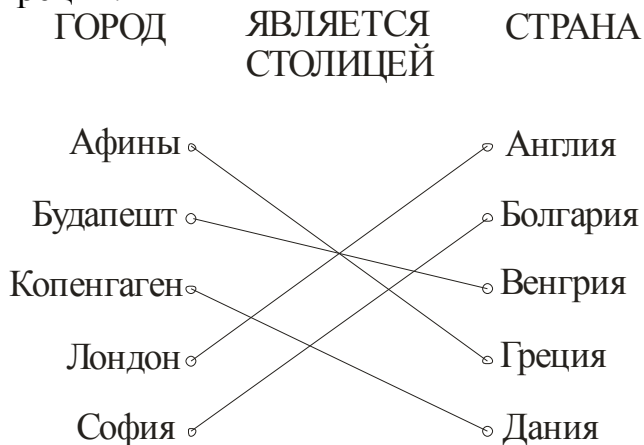 ГОРОД ЯВЛЯЕТСЯ СТОЛИЦЕЙ СТРАНА
Афины Англия
Будапешт Болгария
Копенгаген Венгрия
Лондон Греция
София Дания